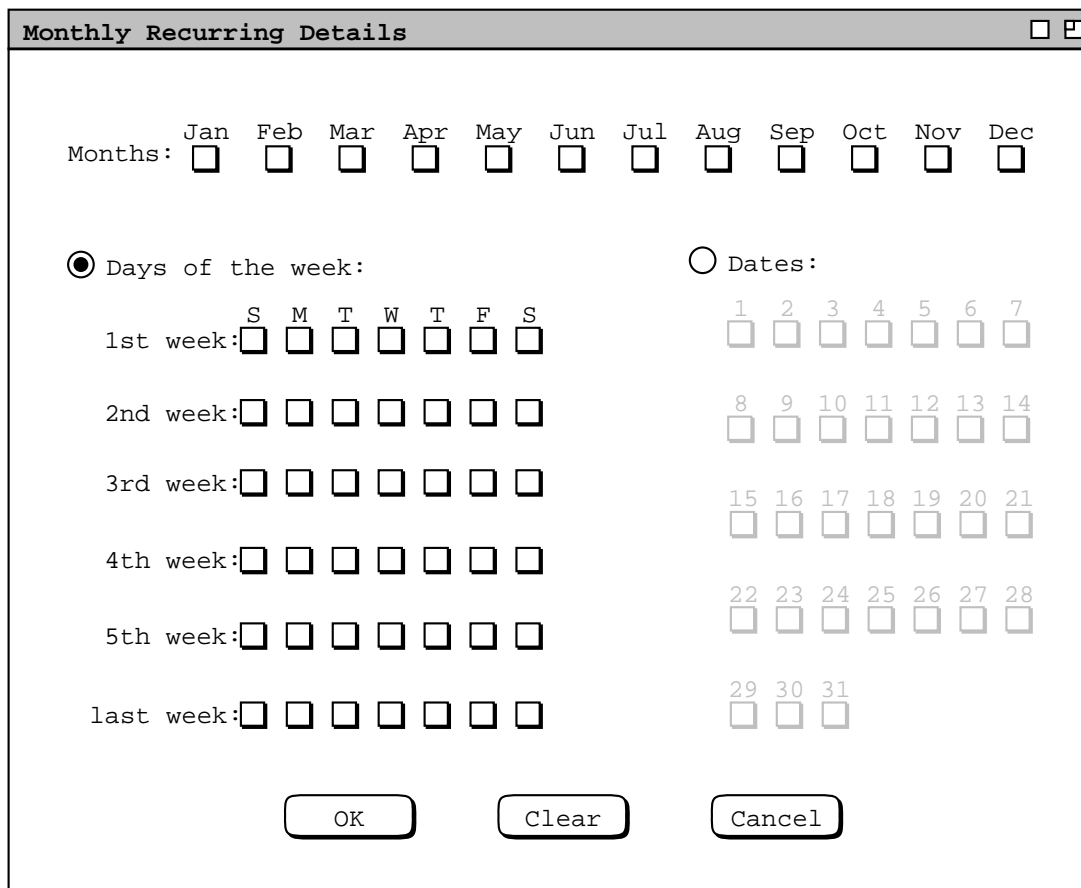 Monthly Recurring Details
Jan Feb Mar Apr May Jun Jul Aug Sep Oct Nov Dec
Months:
Days of the week:
S M T W T F S
1st week:
2nd week:
3rd week:
4th week:
5th week:
last week:
Dates:
1 2 3 4 5 6 7
8 9 10 11 12 13 14
15 16 17 18 19 20 21
22 23 24 25 26 27 28
29 30 31
OK Clear Cancel